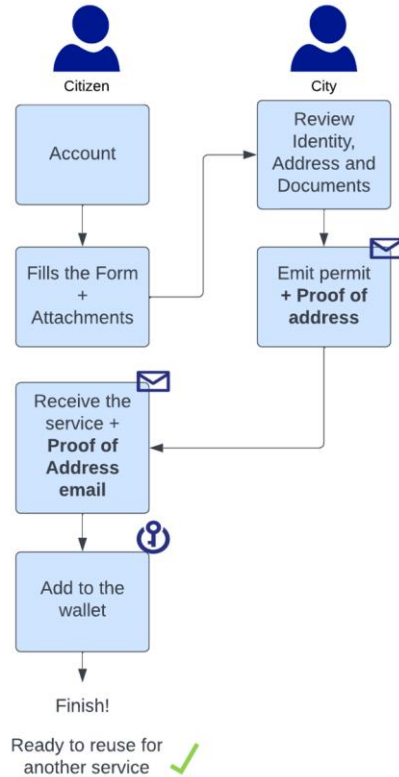 Citizen
City
Account
Review
Identity,
Address and
Documents
Fills the Form
+
Attachments
Emit permit
+ Proof of
address
Receive the
service +
Proof of
Address
email
Add to the
wallet
Finish!
Ready to reuse for
another service